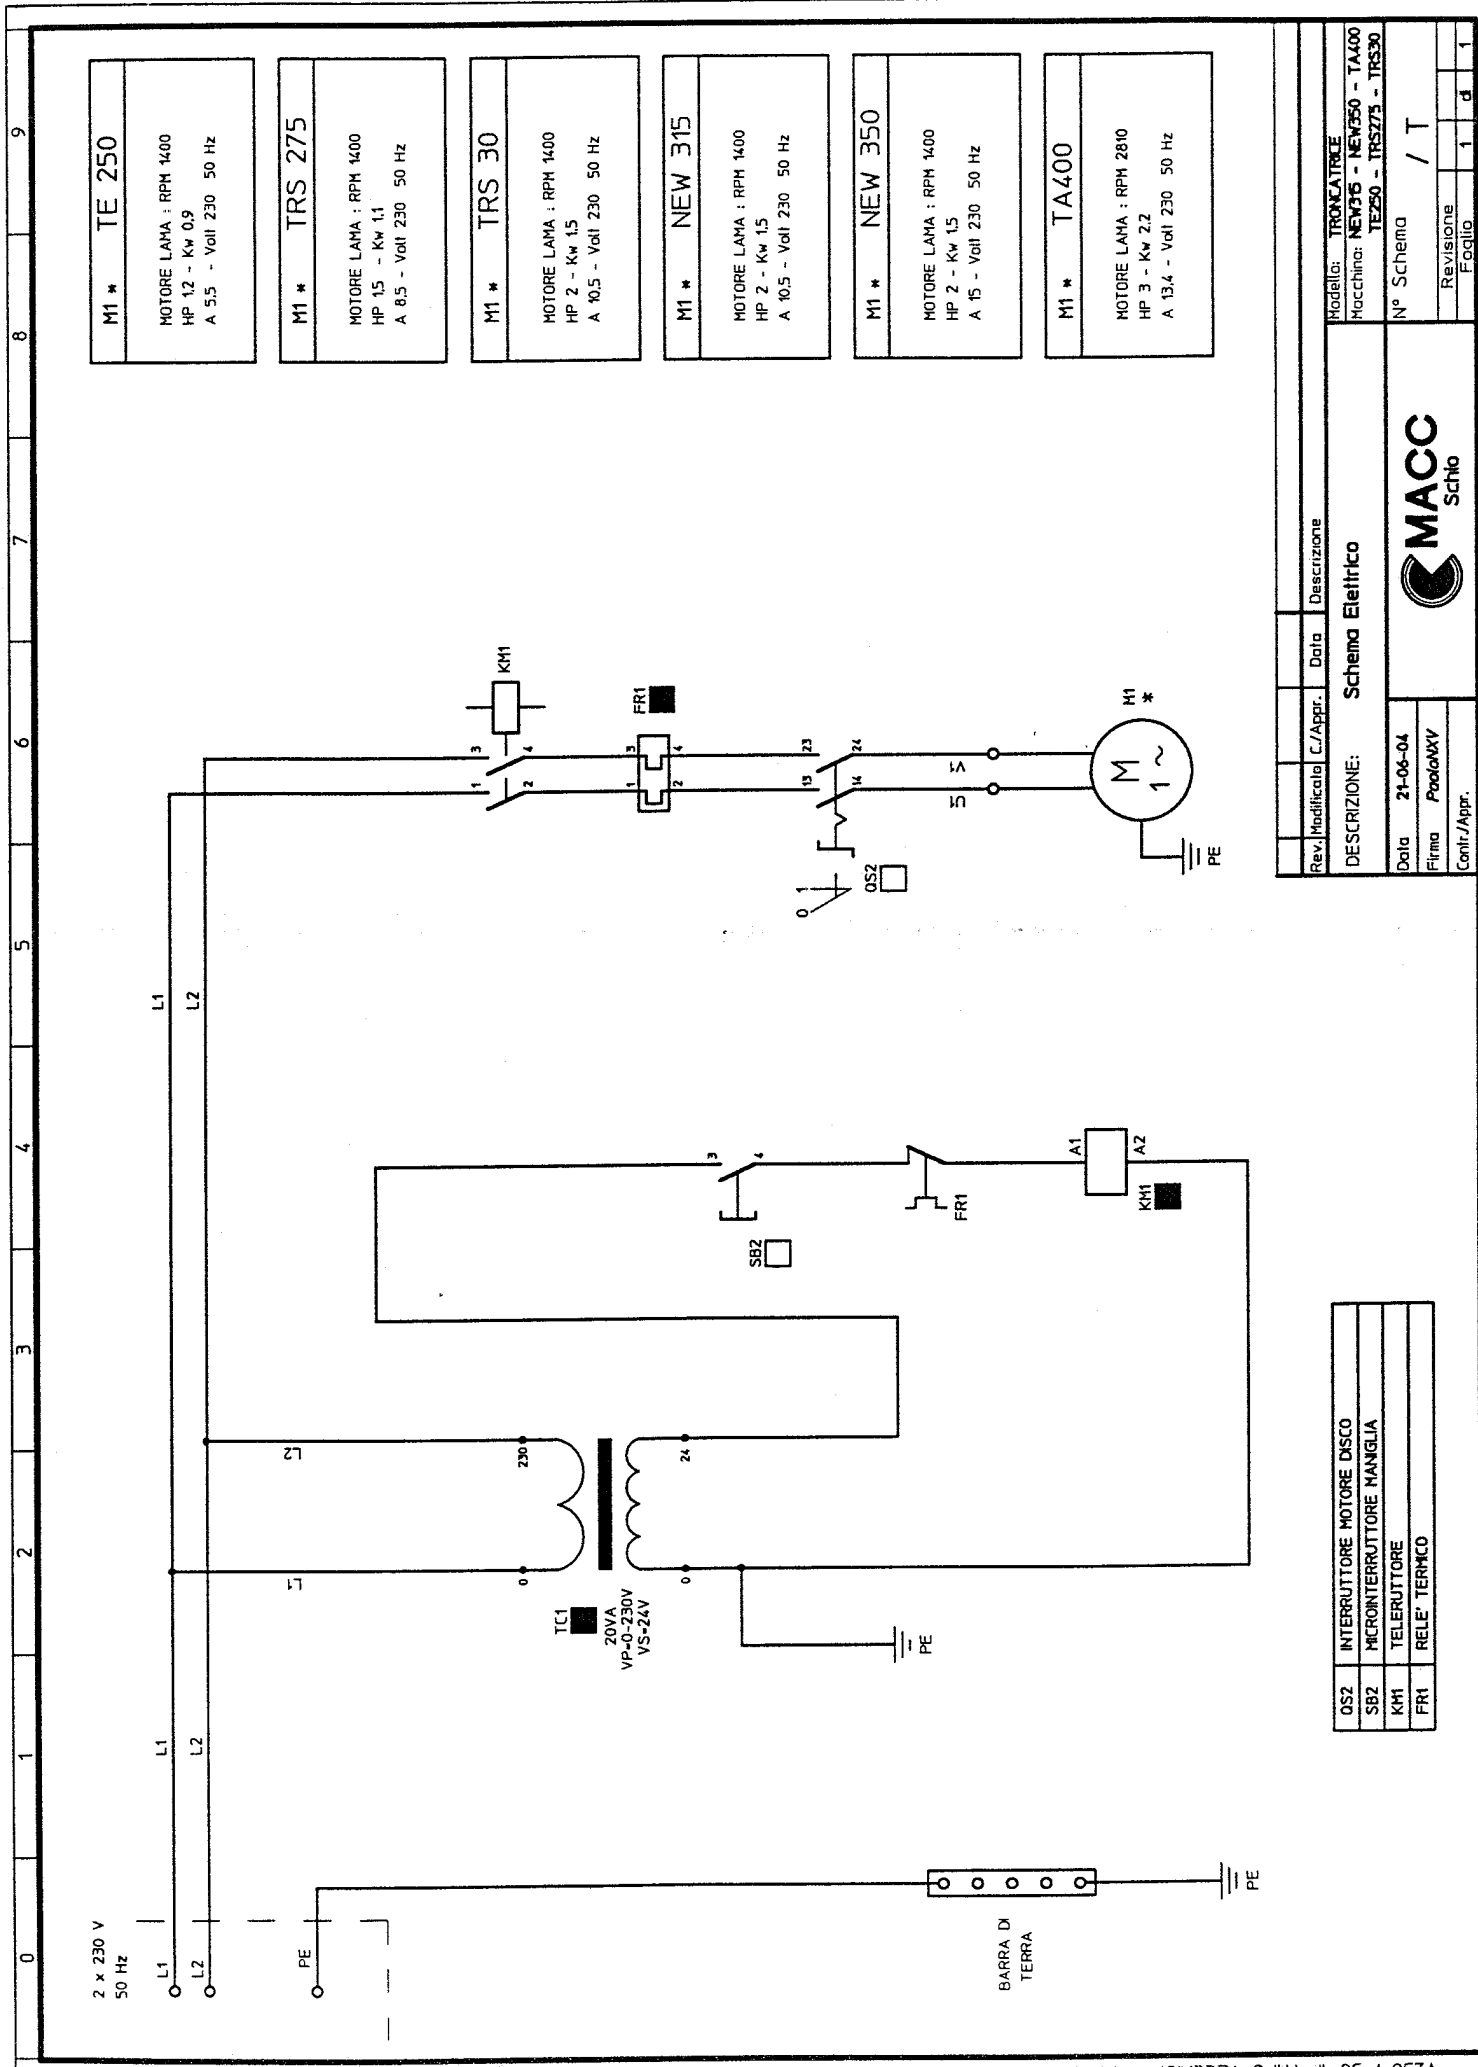 0 1 2 3 4 5 6 7 8 9
2 x 230 V
50 Hz
L1
L2
PE
L1
L2
L1
L2
L1
L2
0
230
TC1
20VA
VP=0-230V
VS=24V
0
24
PE
BARRA DI
TERRA
PE
SB2
3
4
FR1
A1
A2
KM1
1
3
2
4
KM1
1
3
2
4
FR1
0 1
QS2
13
23
14
24
U1
V1
M
1 ~
M1
*
PE
M1 * TE 250
MOTORE LAMA : RPM 1400
HP 1.2 - Kw 0.9
A 5.5 - Volt 230 50 Hz
M1 * TRS 275
MOTORE LAMA : RPM 1400
HP 1.5 - Kw 1.1
A 8.5 - Volt 230 50 Hz
M1 * TRS 30
MOTORE LAMA : RPM 1400
HP 2 - Kw 1.5
A 10.5 - Volt 230 50 Hz
M1 * NEW 315
MOTORE LAMA : RPM 1400
HP 2 - Kw 1.5
A 10.5 - Volt 230 50 Hz
M1 * NEW 350
MOTORE LAMA : RPM 1400
HP 2 - Kw 1.5
A 15 - Volt 230 50 Hz
M1 * TA400
MOTORE LAMA : RPM 2810
HP 3 - Kw 2.2
A 13.4 - Volt 230 50 Hz
QS2 INTERRUTTORE MOTORE DISCO
SB2 MICROINTERRUTTORE MANIGLIA
KM1 TELERUTTORE
FR1 RELE' TERMICO
Rev. Modificato C./Appr. Data Descrizione
DESCRIZIONE: Schema Elettrico
Modello: TRONCATRICE
Macchina: NEW315 - NEW350 - TA400
TE250 - TRS275 - TRS30
Data 21-06-04
Firma PaoloNXV
Contr./Appr.
MACC
Schio
N° Schema / T
Revisione
Foglio 1 di 1